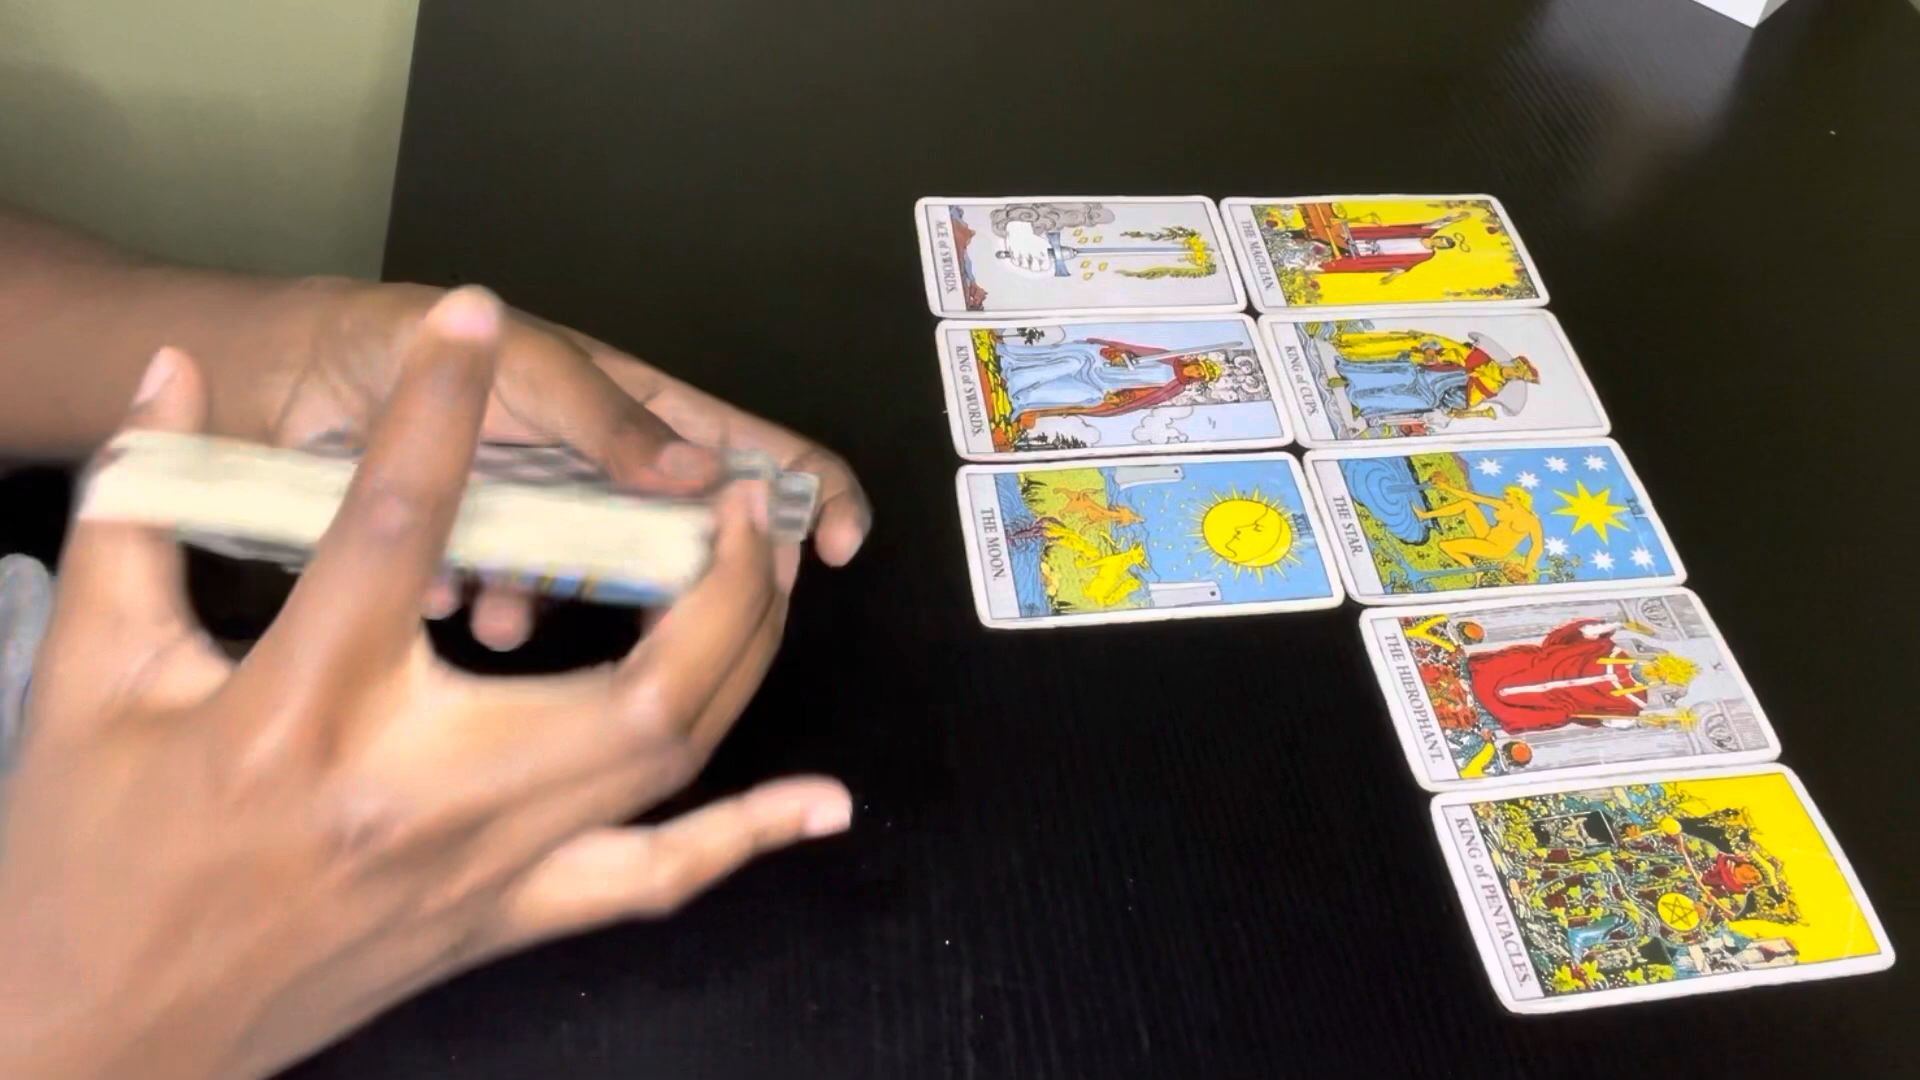 ACE of SWORDS.
THE MAGICIAN.
KING of SWORDS.
KING of CUPS.
THE MOON.
THE STAR.
THE HIEROPHANT.
V
KING of PENTACLES.